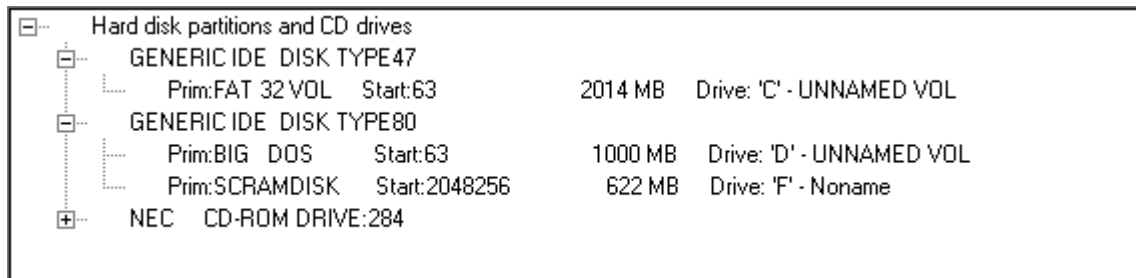 Hard disk partitions and CD drives
GENERIC IDE DISK TYPE47
Prim:FAT 32 VOL Start:63 2014 MB Drive: 'C' - UNNAMED VOL
GENERIC IDE DISK TYPE80
Prim:BIG DOS Start:63 1000 MB Drive: 'D' - UNNAMED VOL
Prim:SCRAMDISK Start:2048256 622 MB Drive: 'F' - Noname
NEC CD-ROM DRIVE:284